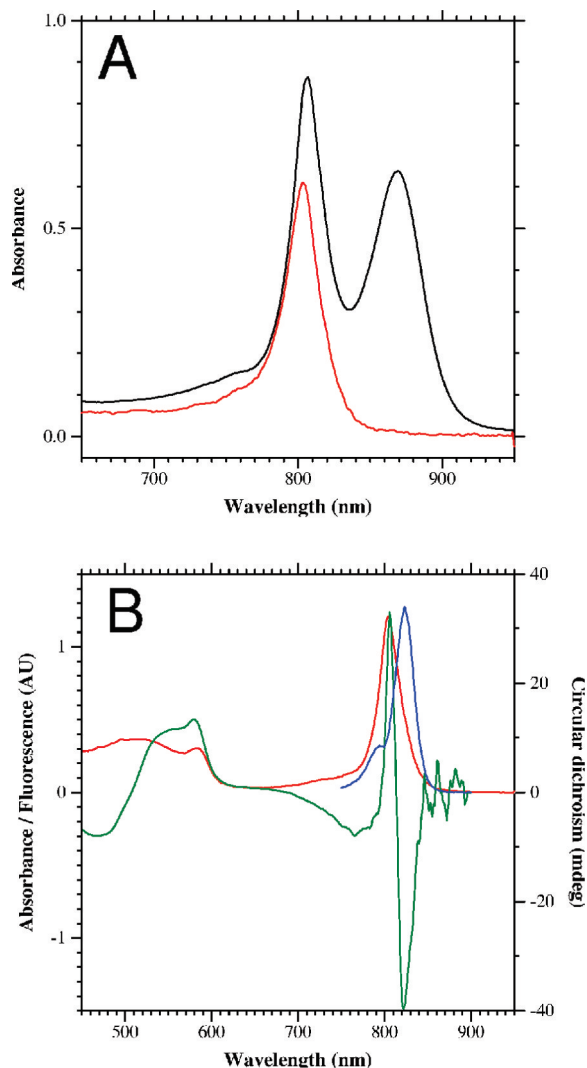 A
1.0
0.5
0.0
Absorbance
700 800 900
Wavelength (nm)
B
1
0
-1
Absorbance / Fluorescence (AU)
40
20
0
-20
-40
Circular dichroism (mdeg)
500 600 700 800 900
Wavelength (nm)